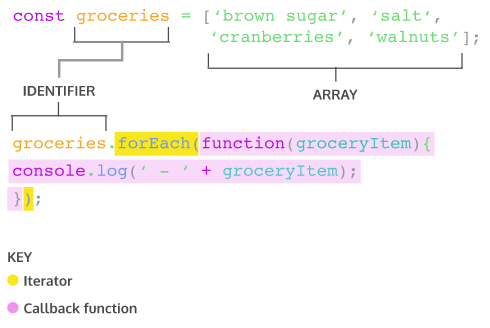 const groceries = [‘brown sugar’, ‘salt‘,
‘cranberries’, ‘walnuts’];
IDENTIFIER
ARRAY
groceries.forEach(function(groceryItem){
console.log(‘ - ‘ + groceryItem);
});
KEY
Iterator
Callback function